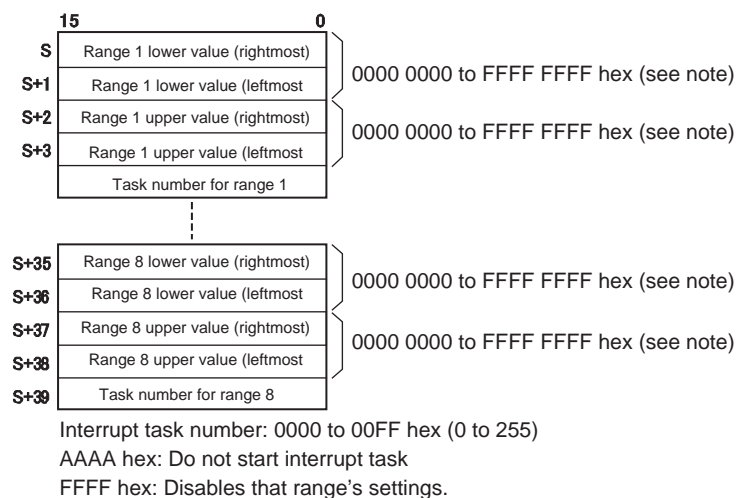 15 0
S Range 1 lower value (rightmost)
0000 0000 to FFFF FFFF hex (see note)
S+1 Range 1 lower value (leftmost
S+2 Range 1 upper value (rightmost)
0000 0000 to FFFF FFFF hex (see note)
S+3 Range 1 upper value (leftmost
Task number for range 1
S+35 Range 8 lower value (rightmost)
0000 0000 to FFFF FFFF hex (see note)
S+36 Range 8 lower value (leftmost
S+37 Range 8 upper value (rightmost)
0000 0000 to FFFF FFFF hex (see note)
S+38 Range 8 upper value (leftmost
S+39 Task number for range 8
Interrupt task number: 0000 to 00FF hex (0 to 255)
AAAA hex: Do not start interrupt task
FFFF hex: Disables that range's settings.